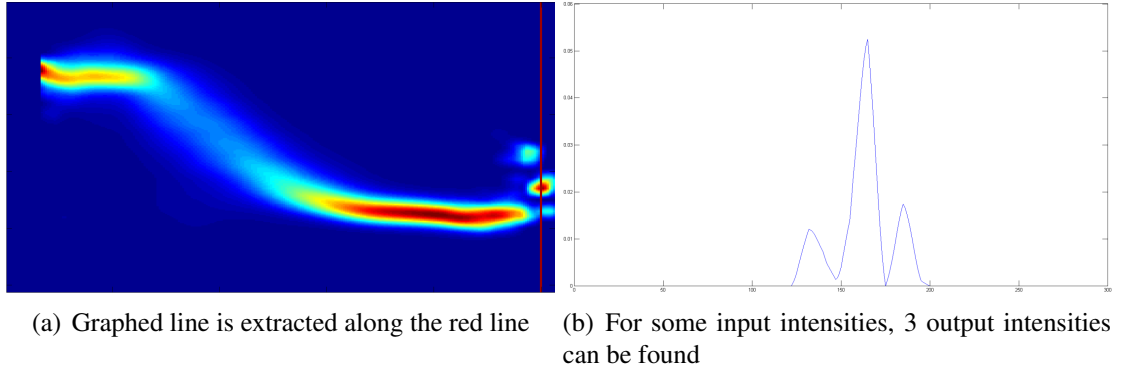 0.06
0.05
0.04
0.03
0.02
0.01
0
0 50 100 150 200 250 300
(a) Graphed line is extracted along the red line
(b) For some input intensities, 3 output intensities
can be found